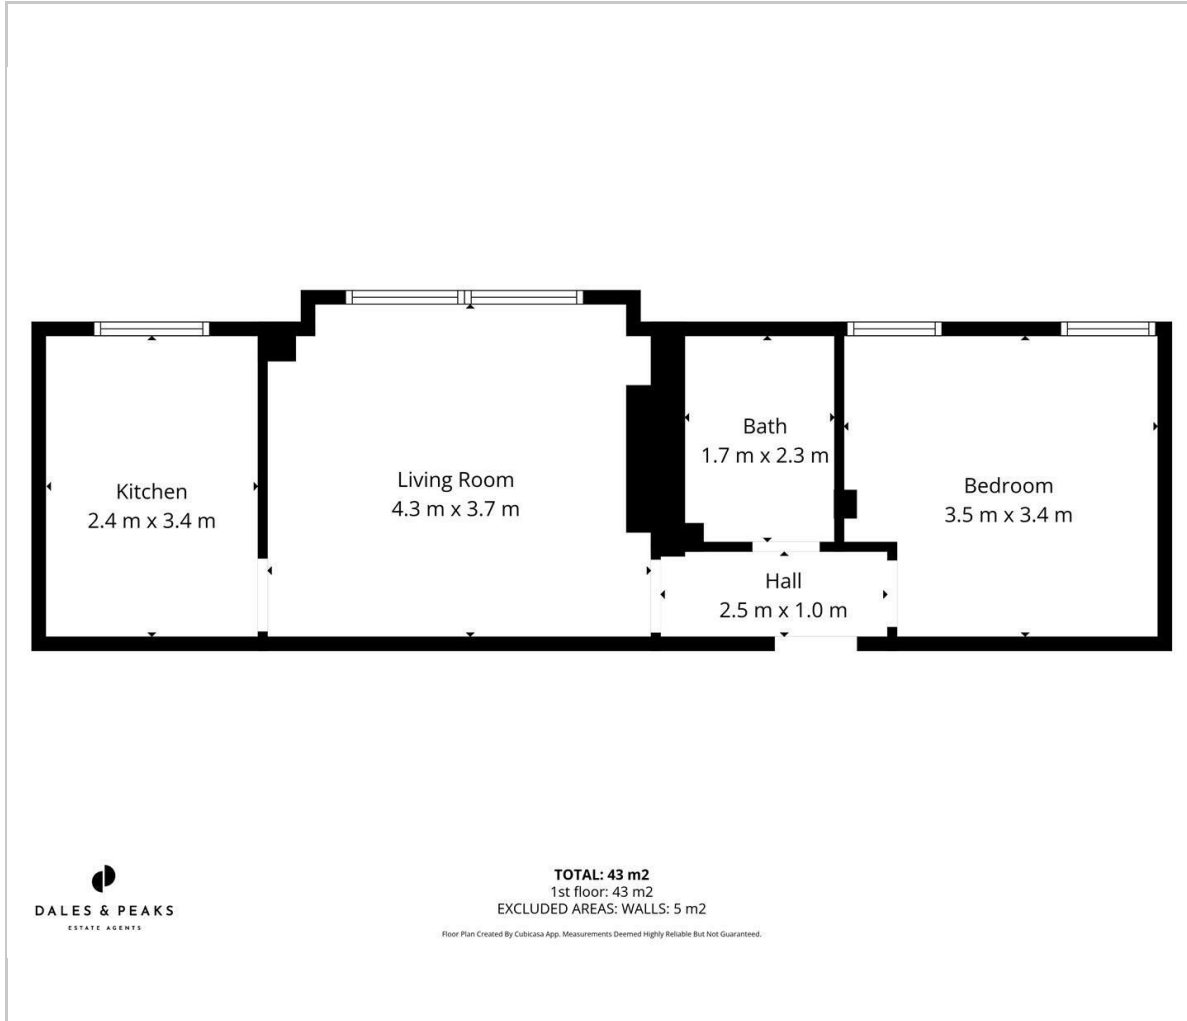 Kitchen
2.4 m x 3.4 m
Living Room
4.3 m x 3.7 m
Bath
1.7 m x 2.3 m
Hall
2.5 m x 1.0 m
Bedroom
3.5 m x 3.4 m
DALES & PEAKS
ESTATE AGENTS
TOTAL: 43 m2
1st floor: 43 m2
EXCLUDED AREAS: WALLS: 5 m2
Floor Plan Created By Cubicasa App. Measurements Deemed Highly Reliable But Not Guaranteed.